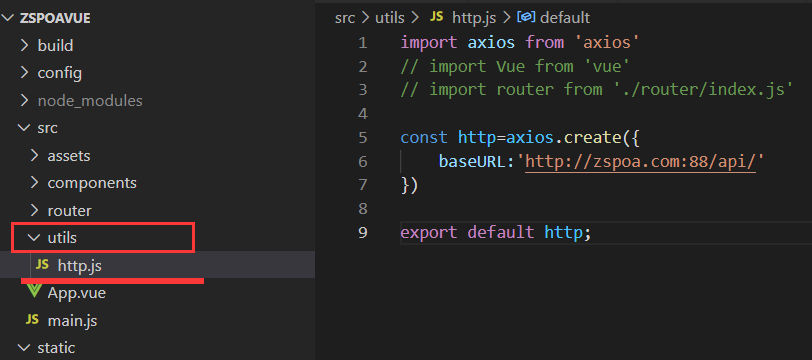 ZSPOAVUE
build
config
node_modules
src
assets
components
router
utils
JS http.js
App.vue
JS main.js
static
src > utils > JS http.js > default
1 import axios from 'axios'
2 // import Vue from 'vue'
3 // import router from './router/index.js'
4
5 const http=axios.create({
6 baseURL:'http://zspoa.com:88/api/'
7 })
8
9 export default http;